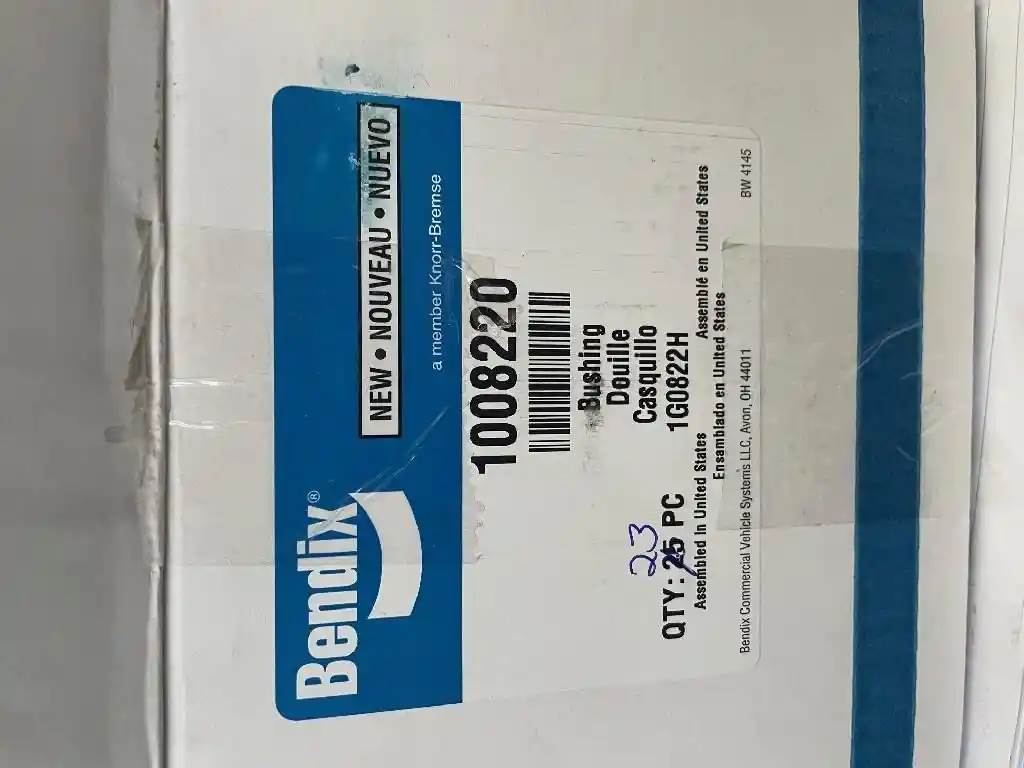 Bendix®
NEW • NOUVEAU • NUEVO
a member Knorr-Bremse
1008220
Bushing
Douille
Casquillo
23
QTY: 25 PC 1G0822H
Assembled in United States Assemblé en United States
Ensamblado en United States
Bendix Commercial Vehicle Systems LLC, Avon, OH 44011 BW 4145